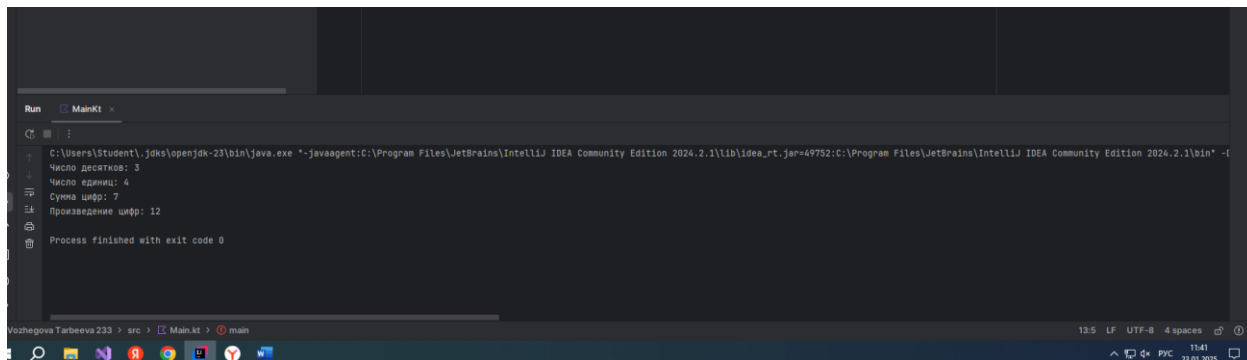 Run MainKt ×
C:\Users\Student\.jdks\openjdk-23\bin\java.exe "-javaagent:C:\Program Files\JetBrains\IntelliJ IDEA Community Edition 2024.2.1\lib\idea_rt.jar=49752:C:\Program Files\JetBrains\IntelliJ IDEA Community Edition 2024.2.1\bin"
Число десятков: 3
Число единиц: 4
Сумма цифр: 7
Произведение цифр: 12
Process finished with exit code 0
Vozhegova Tarbeeva 233 > src > Main.kt > main 13:5 LF UTF-8 4 spaces
РУС 11:41
23.01.2025